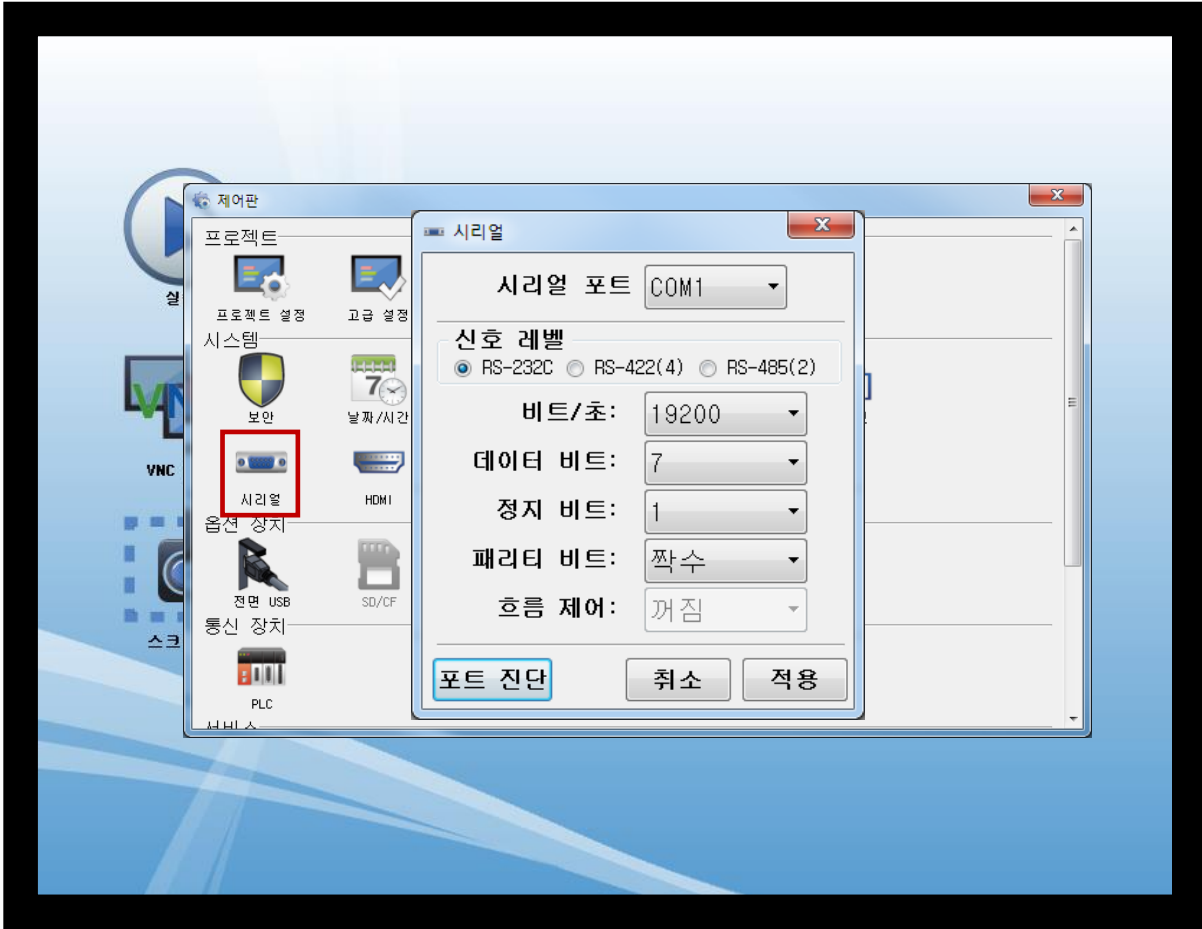 제어판
시리얼
프로젝트
시리얼 포트 COM1
프로젝트 설정
고급 설정
신호 레벨
RS-232C RS-422(4) RS-485(2)
시스템
보안
날짜/시간
비트/초: 19200
데이터 비트: 7
정지 비트: 1
패리티 비트: 짝수
흐름 제어: 꺼짐
포트 진단 취소 적용
VNC
시리얼
HDMI
옵션 장치
전면 USB
SD/CF
통신 장치
PLC
서비스